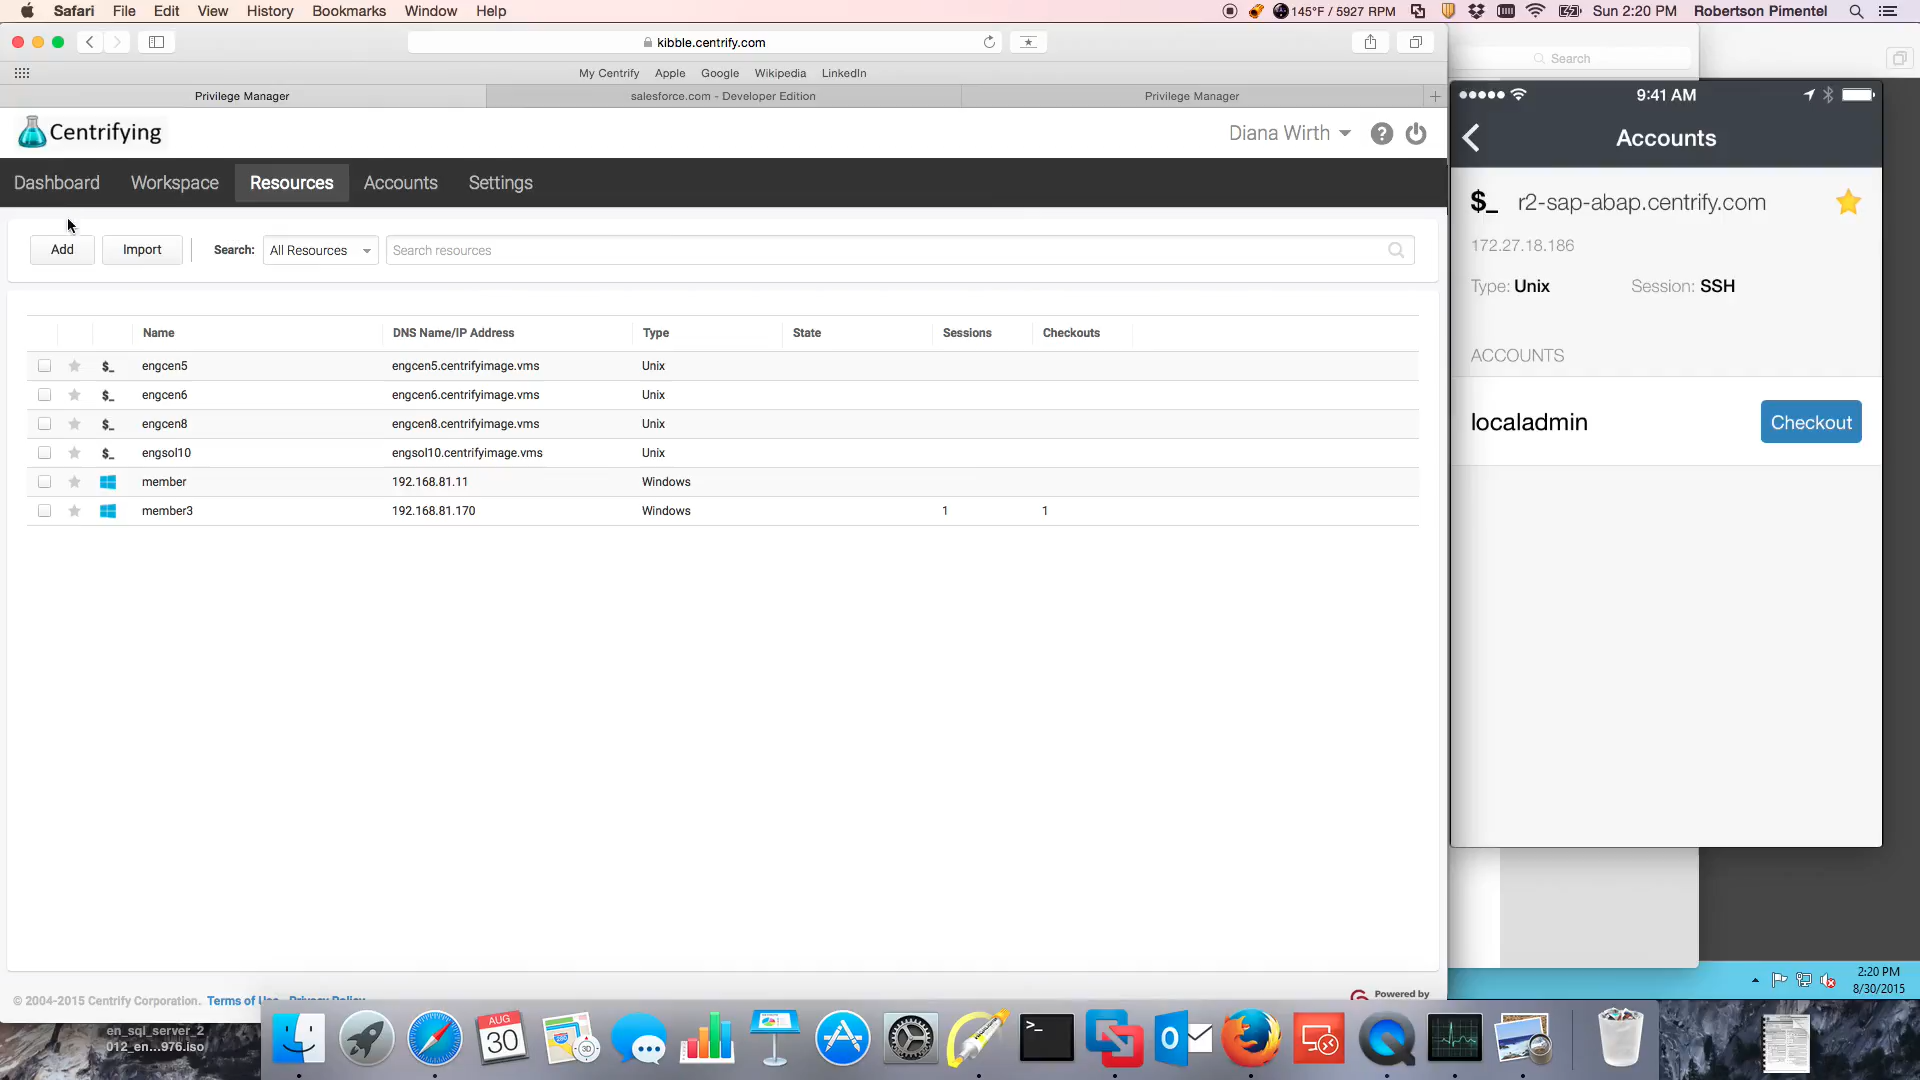 Safari File Edit View History Bookmarks Window Help 145°F / 5927 RPM Sun 2:20 PM Robertson Pimentel
kibble.centrify.com
Search
My Centrify Apple Google Wikipedia LinkedIn
Privilege Manager salesforce.com - Developer Edition Privilege Manager
Centrifying
Diana Wirth
Dashboard Workspace Resources Accounts Settings
Add Import Search: All Resources Search resources
Name DNS Name/IP Address Type State Sessions Checkouts
$_ engcen5 engcen5.centrifyimage.vms Unix
$_ engcen6 engcen6.centrifyimage.vms Unix
$_ engcen8 engcen8.centrifyimage.vms Unix
$_ engsol10 engsol10.centrifyimage.vms Unix
member 192.168.81.11 Windows
member3 192.168.81.170 Windows 1 1
© 2004-2015 Centrify Corporation. Terms of Privacy Policy
Powered by
9:41 AM
Accounts
$_ r2-sap-abap.centrify.com
172.27.18.186
Type: Unix Session: SSH
ACCOUNTS
localadmin Checkout
2:20 PM
8/30/2015
en_sql_server_2
012_en...976.iso
AUG
30